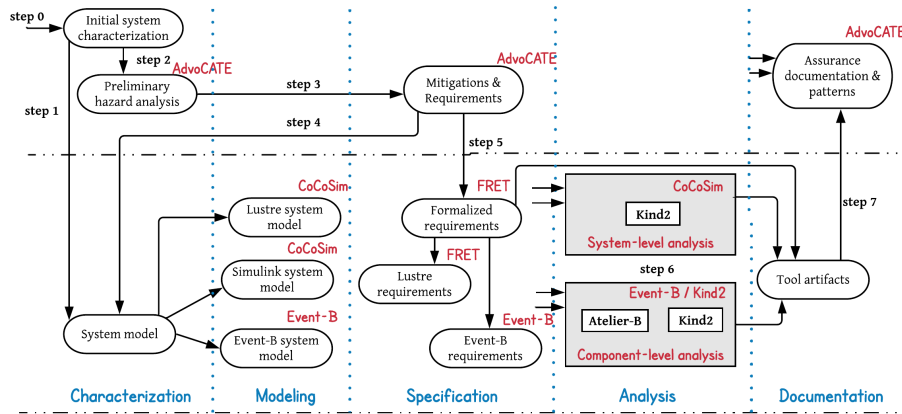 step 0
Initial system
characterization
step 2
AdvoCATE
Preliminary
hazard analysis
step 1
step 3
step 4
AdvoCATE
Mitigations &
Requirements
step 5
AdvoCATE
Assurance
documentation &
patterns
CoCoSim
Lustre system
model
CoCoSim
Simulink system
model
Event-B
Event-B system
model
System model
FRET
Formalized
requirements
FRET
Lustre
requirements
Event-B
Event-B
requirements
CoCoSim
Kind2
System-level analysis
step 6
Event-B / Kind2
Atelier-B
Kind2
Component-level analysis
step 7
Tool artifacts
Characterization
Modeling
Specification
Analysis
Documentation